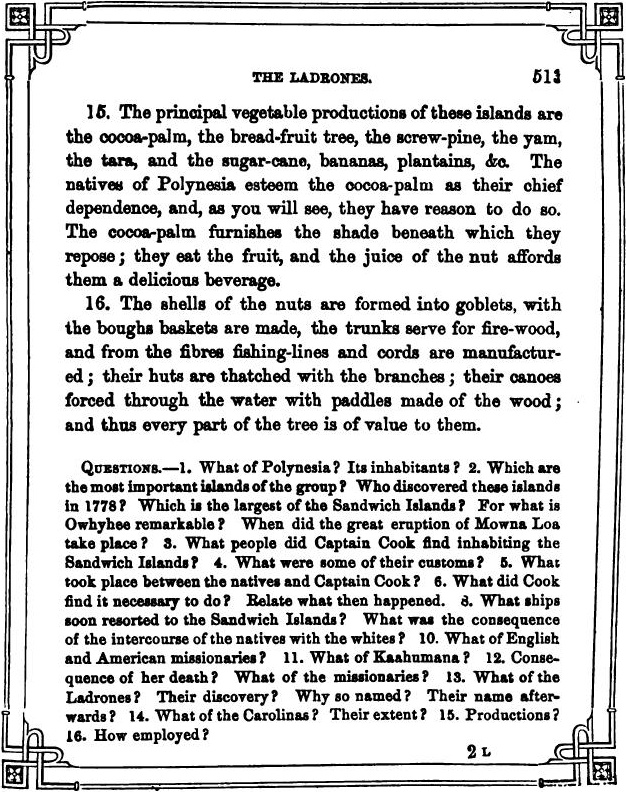 THE LADRONES. 513
15. The principal vegetable productions of these islands are
the cocoa-palm, the bread-fruit tree, the screw-pine, the yam,
the tara, and the sugar-cane, bananas, plantains, &c. The
natives of Polynesia esteem the cocoa-palm as their chief
dependence, and, as you will see, they have reason to do so.
The cocoa-palm furnishes the shade beneath which they
repose; they eat the fruit, and the juice of the nut affords
them a delicious beverage.
16. The shells of the nuts are formed into goblets, with
the boughs baskets are made, the trunks serve for fire-wood,
and from the fibres fishing-lines and cords are manufactur-
ed; their huts are thatched with the branches; their canoes
forced through the water with paddles made of the wood;
and thus every part of the tree is of value to them.
QUESTIONS.—1. What of Polynesia? Its inhabitants? 2. Which are
the most important islands of the group? Who discovered these islands
in 1778? Which is the largest of the Sandwich Islands? For what is
Owhyhee remarkable? When did the great eruption of Mowna Loa
take place? 3. What people did Captain Cook find inhabiting the
Sandwich Islands? 4. What were some of their customs? 5. What
took place between the natives and Captain Cook? 6. What did Cook
find it necessary to do? Relate what then happened. 8. What ships
soon resorted to the Sandwich Islands? What was the consequence
of the intercourse of the natives with the whites? 10. What of English
and American missionaries? 11. What of Kaahumana? 12. Conse-
quence of her death? What of the missionaries? 13. What of the
Ladrones? Their discovery? Why so named? Their name after-
wards? 14. What of the Carolinas? Their extent? 15. Productions?
16. How employed?
2 L